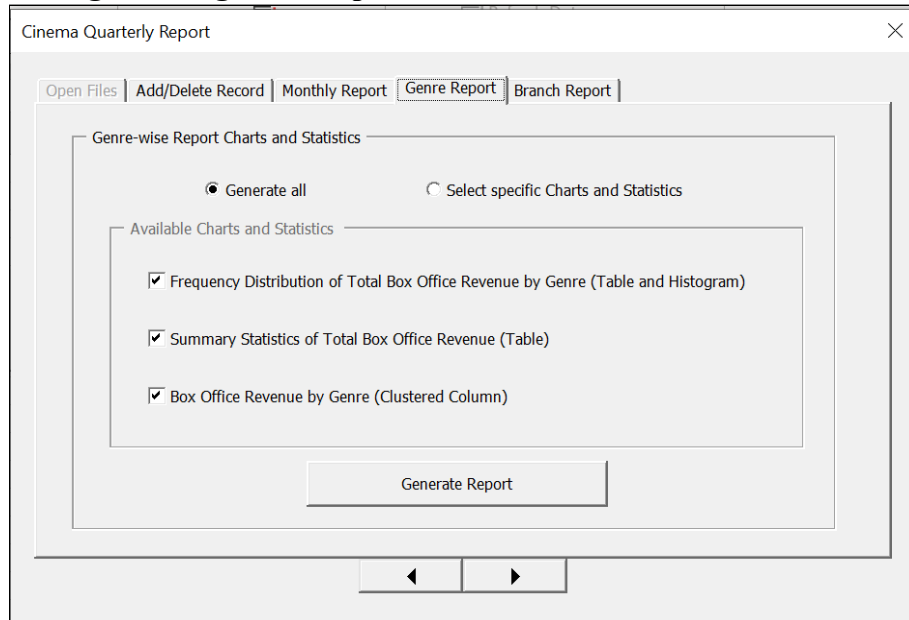 Cinema Quarterly Report
Open Files Add/Delete Record Monthly Report Genre Report Branch Report
Genre-wise Report Charts and Statistics
Generate all Select specific Charts and Statistics
Available Charts and Statistics
Frequency Distribution of Total Box Office Revenue by Genre (Table and Histogram)
Summary Statistics of Total Box Office Revenue (Table)
Box Office Revenue by Genre (Clustered Column)
Generate Report